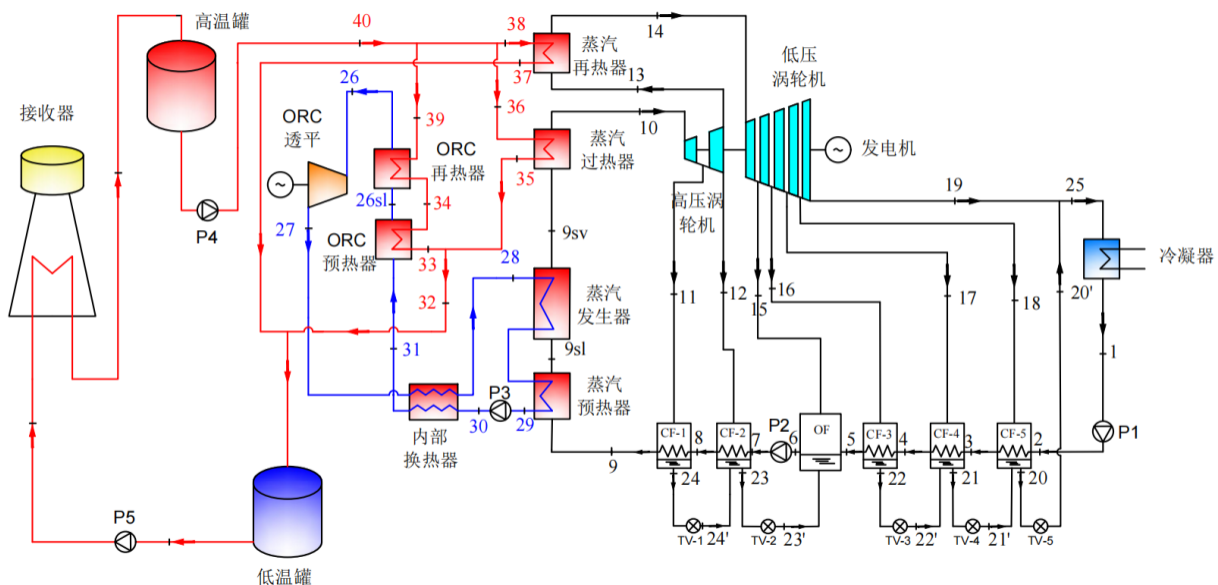 高温罐
40
38
14
蒸汽
再热器
低压
涡轮机
37
26
13
36
接收器
ORC
透平
39
10
ORC
再热器
蒸汽
过热器
35
发电机
26sl
34
高压涡
轮机
19
25
P4
27
ORC
预热器
33
9sv
28
冷凝器
蒸汽
发生器
11
12
15
16
17
18
20'
32
31
9sl
1
P3
蒸汽
预热器
30
29
内部
换热器
P2
P1
CF-1
8
CF-2
7
6
OF
5
CF-3
4
CF-4
3
CF-5
2
9
24
23
22
21
20
P5
TV-1
24'
TV-2
23'
TV-3
22'
TV-4
21'
TV-5
低温罐